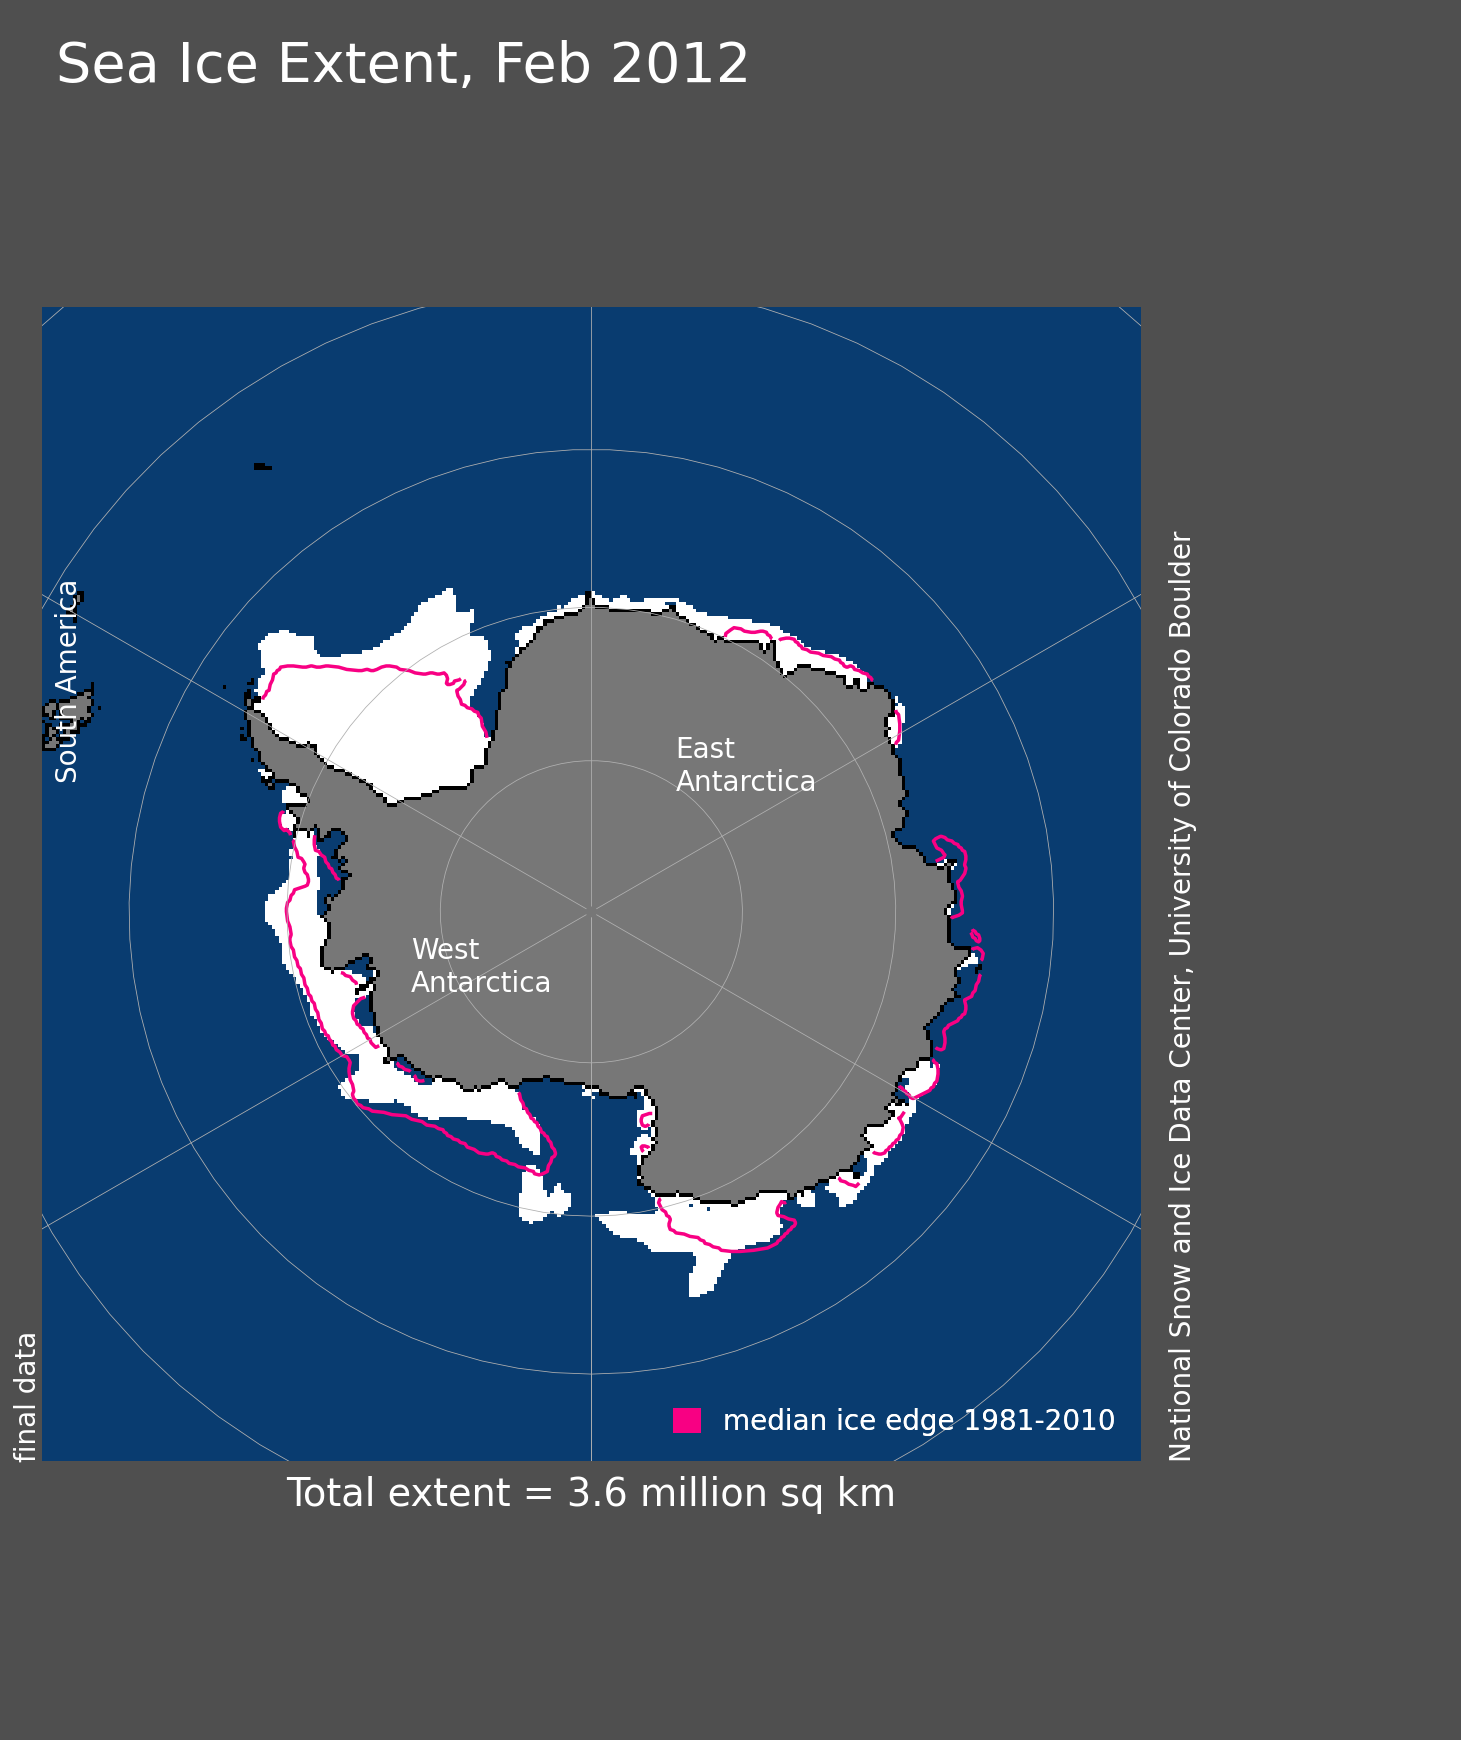 Sea Ice Extent, Feb 2012
South America
East
Antarctica
West
Antarctica
final data
National Snow and Ice Data Center, University of Colorado Boulder
median ice edge 1981-2010
Total extent = 3.6 million sq km